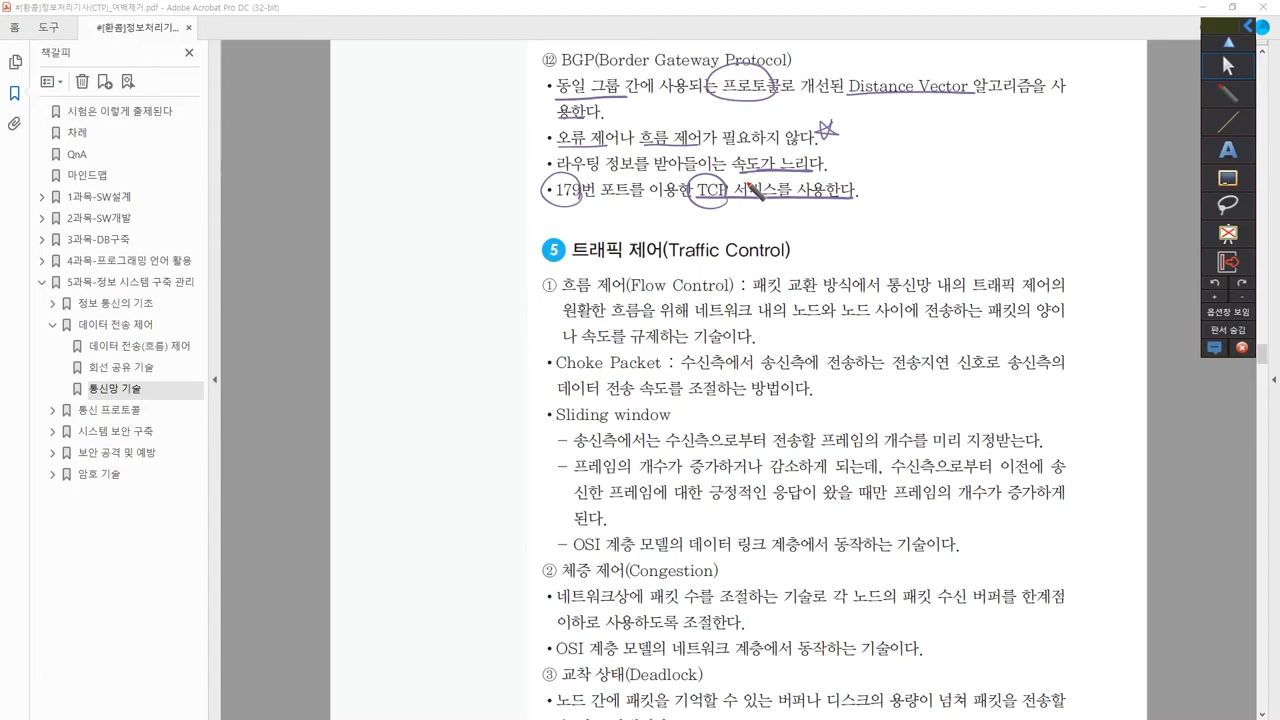 #[환콤]정보처리기사(CTP)_여백제거.pdf - Adobe Acrobat Pro DC (32-bit)
홈 도구 #[환콤]정보처리기... ×
책갈피
시험은 이렇게 출제된다
차례
QnA
마인드맵
1과목-SW설계
2과목-SW개발
3과목-DB구축
4과목-프로그래밍 언어 활용
5과목-정보 시스템 구축 관리
정보 통신의 기초
데이터 전송 제어
데이터 전송(흐름) 제어
회선 공유 기술
통신망 기술
통신 프로토콜
시스템 보안 구축
보안 공격 및 예방
암호 기술
⑫ BGP(Border Gateway Protocol)
• 동일 그룹 간에 사용되는 프로토콜로 개선된 Distance Vector 알고리즘을 사
용한다.
• 오류 제어나 흐름 제어가 필요하지 않다.
• 라우팅 정보를 받아들이는 속도가 느리다.
• 179번 포트를 이용한 TCP 서비스를 사용한다.
5 트래픽 제어(Traffic Control)
① 흐름 제어(Flow Control) : 패킷 교환 방식에서 통신망 내의 트래픽 제어의
원활한 흐름을 위해 네트워크 내의 노드와 노드 사이에 전송하는 패킷의 양이
나 속도를 규제하는 기술이다.
• Choke Packet : 수신측에서 송신측에 전송하는 전송지연 신호로 송신측의
데이터 전송 속도를 조절하는 방법이다.
• Sliding window
- 송신측에서는 수신측으로부터 전송할 프레임의 개수를 미리 지정받는다.
- 프레임의 개수가 증가하거나 감소하게 되는데, 수신측으로부터 이전에 송
신한 프레임에 대한 긍정적인 응답이 왔을 때만 프레임의 개수가 증가하게
된다.
- OSI 계층 모델의 데이터 링크 계층에서 동작하는 기술이다.
② 체증 제어(Congestion)
• 네트워크상에 패킷 수를 조절하는 기술로 각 노드의 패킷 수신 버퍼를 한계점
이하로 사용하도록 조절한다.
• OSI 계층 모델의 네트워크 계층에서 동작하는 기술이다.
③ 교착 상태(Deadlock)
• 노드 간에 패킷을 기억할 수 있는 버퍼나 디스크의 용량이 넘쳐 패킷을 전송할
A
옵션창 보임
판서 숨김